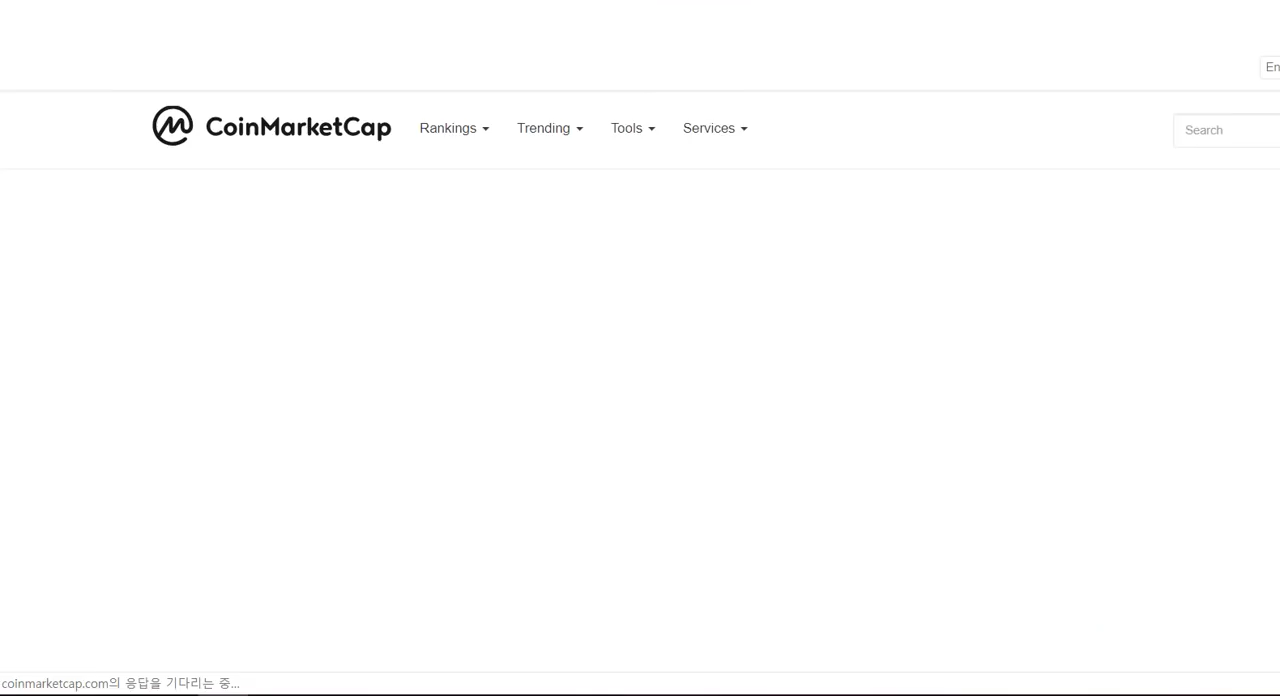 En
CoinMarketCap Rankings Trending Tools Services Search
coinmarketcap.com의 응답을 기다리는 중...